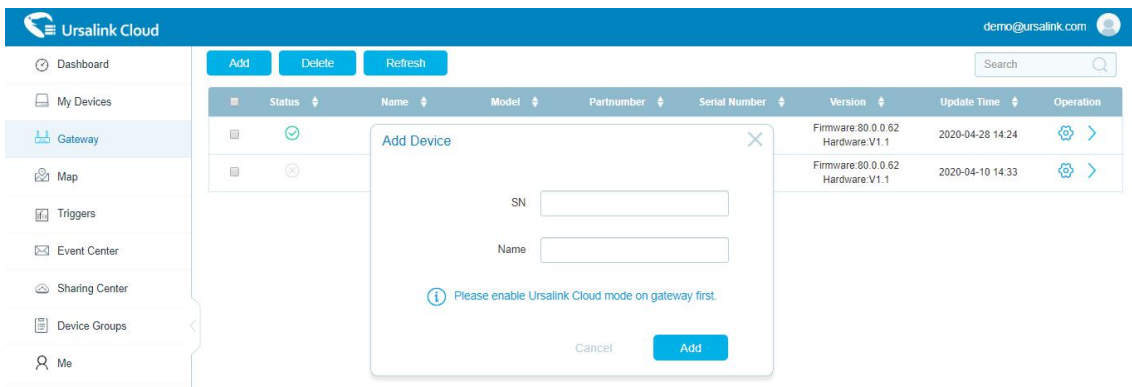 Ursalink Cloud
demo@ursalink.com
Dashboard
My Devices
Gateway
Map
Triggers
Event Center
Sharing Center
Device Groups
Me
Add Delete Refresh
Search
Status Name Model Partnumber Serial Number Version Update Time Operation
Firmware:80.0.0.62
Hardware:V1.1
2020-04-28 14:24
Firmware:80.0.0.62
Hardware:V1.1
2020-04-10 14:33
Add Device
SN
Name
Please enable Ursalink Cloud mode on gateway first.
Cancel Add